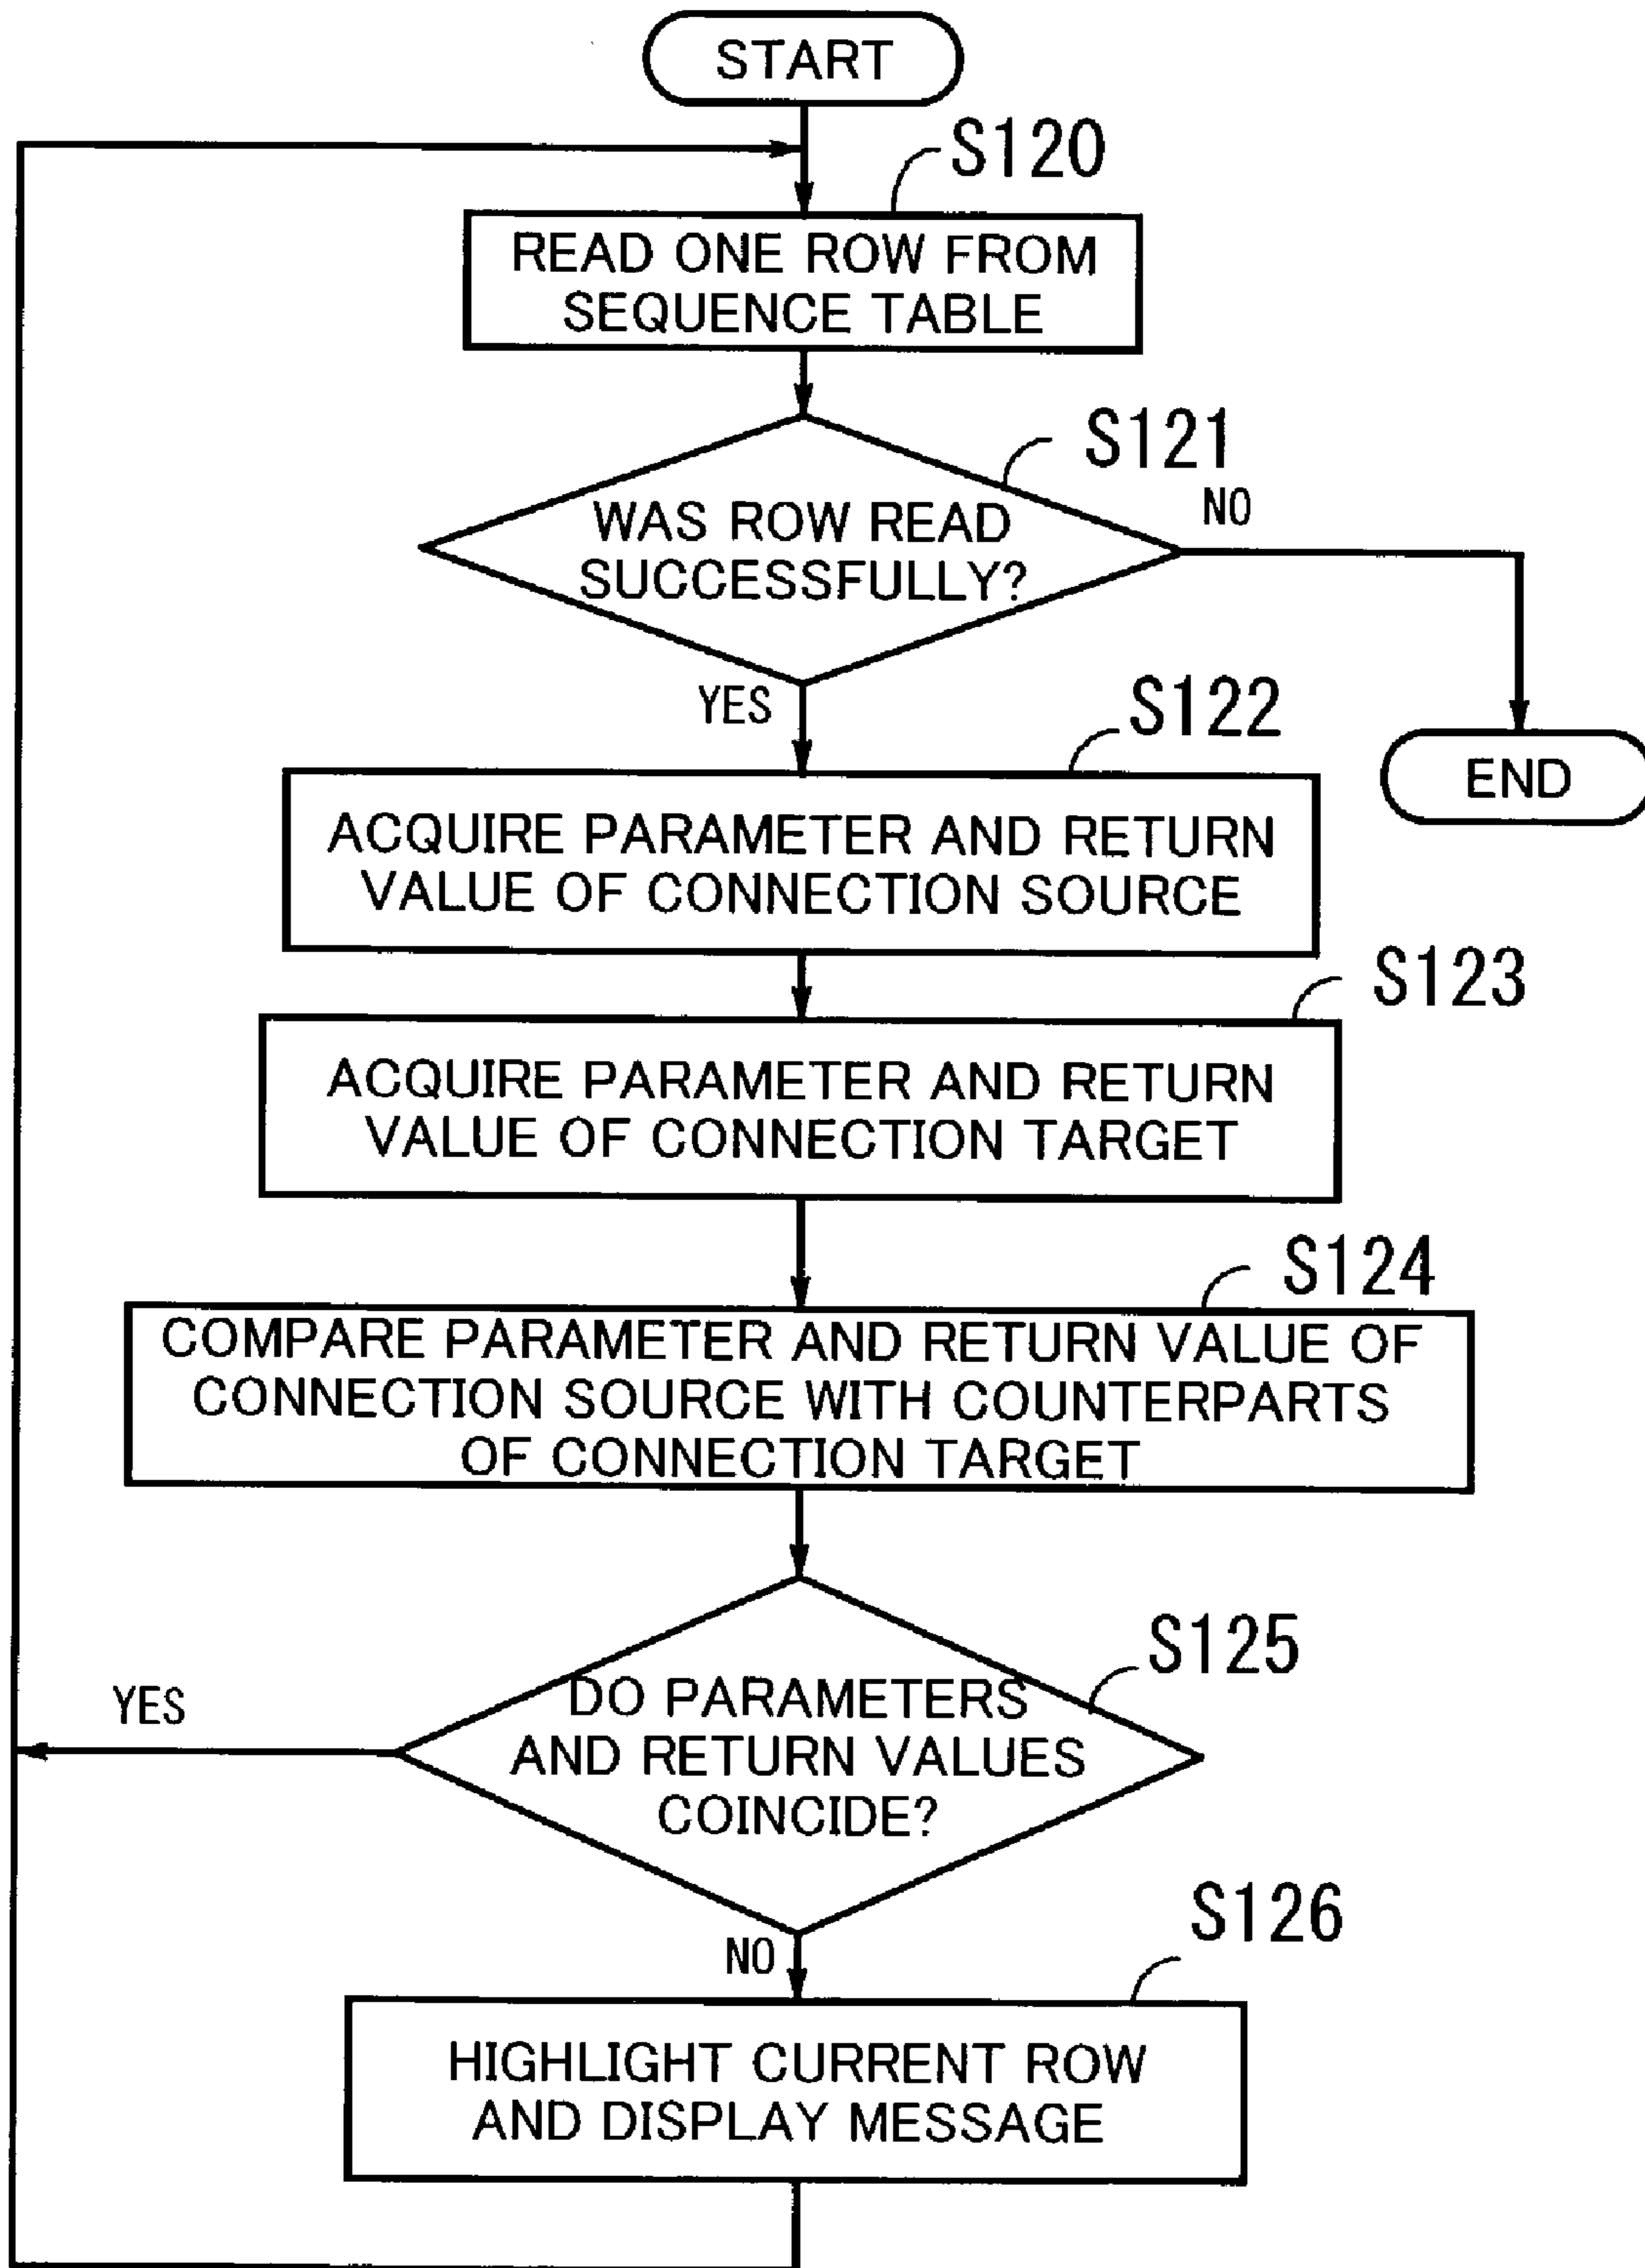 START
S120
READ ONE ROW FROM
SEQUENCE TABLE
S121
NO
WAS ROW READ
SUCCESSFULLY?
YES
S122
END
ACQUIRE PARAMETER AND RETURN
VALUE OF CONNECTION SOURCE
S123
ACQUIRE PARAMETER AND RETURN
VALUE OF CONNECTION TARGET
S124
COMPARE PARAMETER AND RETURN VALUE OF
CONNECTION SOURCE WITH COUNTERPARTS
OF CONNECTION TARGET
S125
YES
DO PARAMETERS
AND RETURN VALUES
COINCIDE?
S126
NO
HIGHLIGHT CURRENT ROW
AND DISPLAY MESSAGE